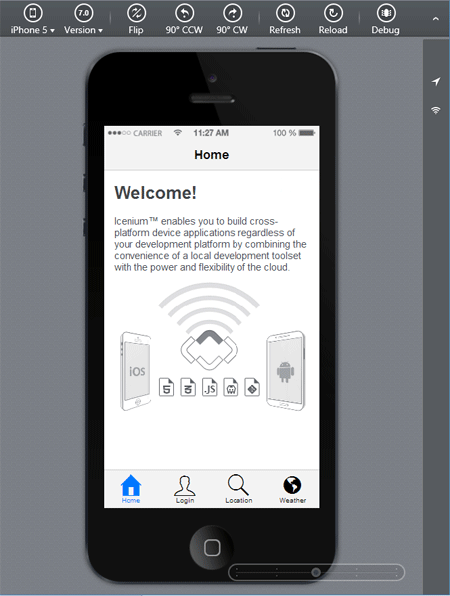 7.0
iPhone 5 Version Flip 90° CCW 90° CW Refresh Reload Debug
CARRIER 11:27 AM 100 %
Home
Welcome!
Icenium™ enables you to build cross-
platform device applications regardless of
your development platform by combining the
convenience of a local development toolset
with the power and flexibility of the cloud.
iOS
JS
Home Login Location Weather